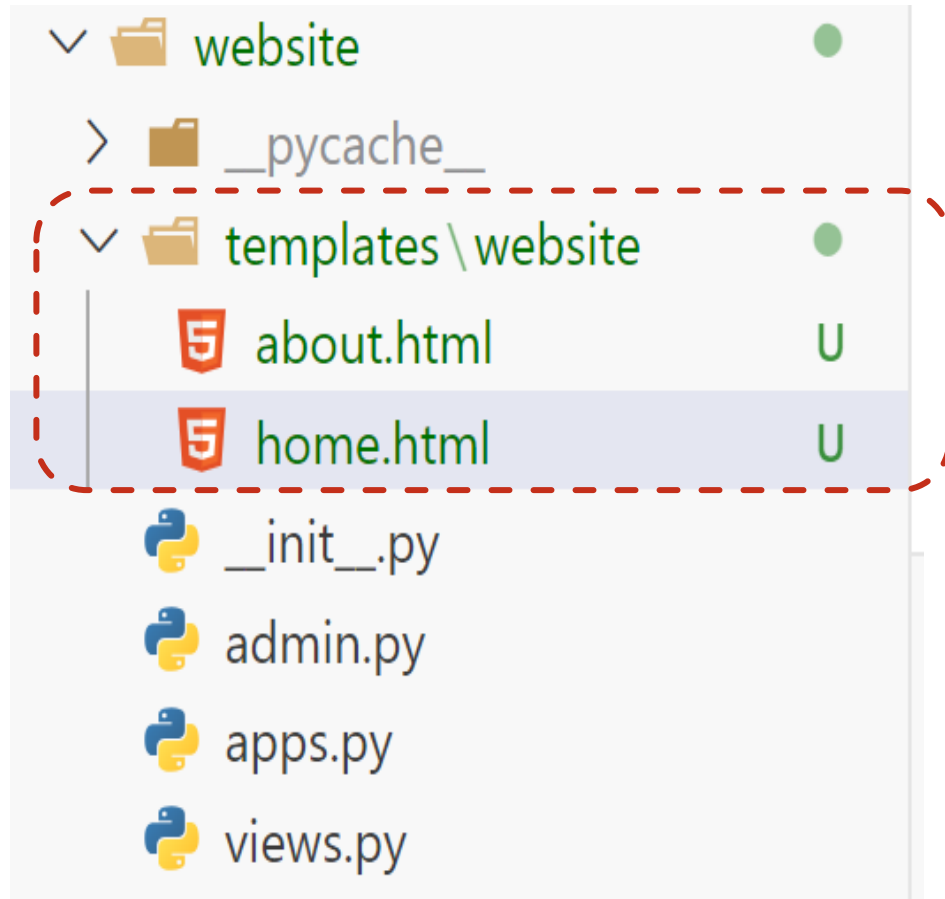 website
__pycache__
templates\website
about.html U
home.html U
__init__.py
admin.py
apps.py
views.py